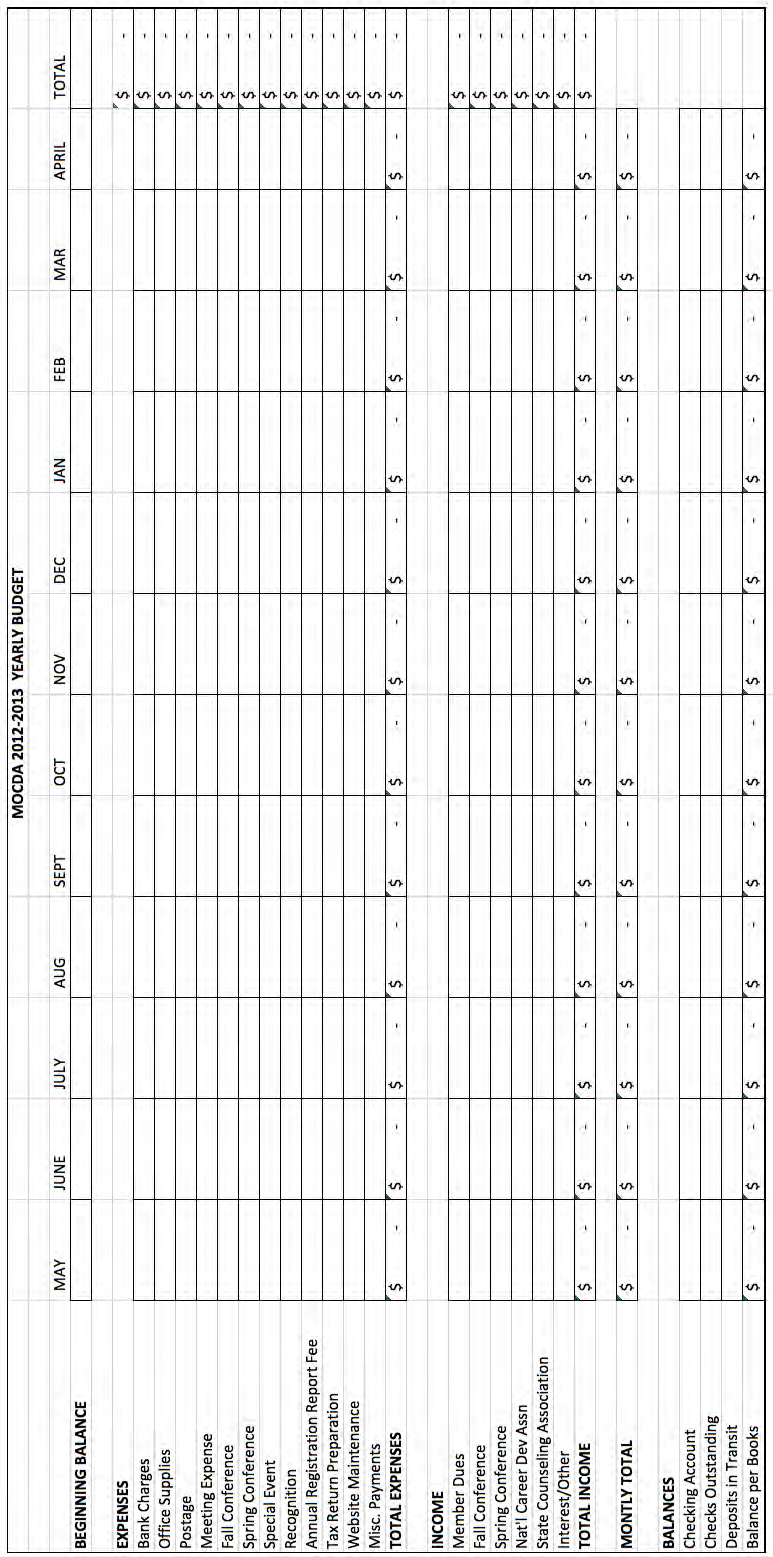 MOCDA 2012-2013 YEARLY BUDGET
MAY JUNE JULY AUG SEPT OCT NOV DEC JAN FEB MAR APRIL TOTAL
BEGINNING BALANCE
EXPENSES $ -
Bank Charges $ -
Office Supplies $ -
Postage $ -
Meeting Expense $ -
Fall Conference $ -
Spring Conference $ -
Special Event $ -
Recognition $ -
Annual Registration Report Fee $ -
Tax Return Preparation $ -
Website Maintenance $ -
Misc. Payments $ -
TOTAL EXPENSES $ - $ - $ - $ - $ - $ - $ - $ - $ - $ - $ - $ - $ -
INCOME
Member Dues $ -
Fall Conference $ -
Spring Conference $ -
Nat'l Career Dev Assn $ -
State Counseling Association $ -
Interest/Other $ -
TOTAL INCOME $ - $ - $ - $ - $ - $ - $ - $ - $ - $ - $ - $ - $ -
MONTLY TOTAL $ - $ - $ - $ - $ - $ - $ - $ - $ - $ - $ - $ -
BALANCES
Checking Account
Checks Outstanding
Deposits in Transit
Balance per Books $ - $ - $ - $ - $ - $ - $ - $ - $ - $ - $ - $ -